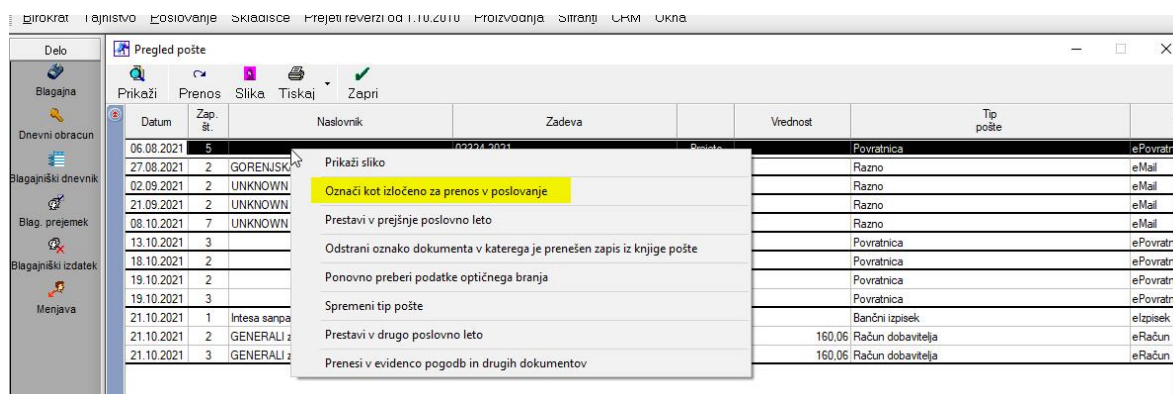 Birokrat Tajništvo Poslovanje Skladišče Prejeti reverzi od 1.10.2010 Proizvodnja Šifranti CRM Okna
Delo
Blagajna
Dnevni obracun
Blagajniški dnevnik
Blag. prejemek
Blagajniški izdatek
Menjava
Pregled pošte
Prikaži Prenos Slika Tiskaj Zapri
Datum Zap. št. Naslovnik Zadeva Vrednost Tip pošte
06.08.2021 5 02324-2021 Prejeto Povratnica ePovratn
27.08.2021 2 GORENJSK Razno eMail
02.09.2021 2 UNKNOWN Razno eMail
21.09.2021 2 UNKNOWN Razno eMail
08.10.2021 7 UNKNOWN Razno eMail
13.10.2021 3 Povratnica ePovratn
18.10.2021 2 Povratnica ePovratn
19.10.2021 2 Povratnica ePovratn
19.10.2021 3 Povratnica ePovratn
21.10.2021 1 Intesa sanpa Bančni izpisek eIzpisek
21.10.2021 2 GENERALI z 160,06 Račun dobavitelja eRačun
21.10.2021 3 GENERALI z 160,06 Račun dobavitelja eRačun
Prikaži sliko
Označi kot izločeno za prenos v poslovanje
Prestavi v prejšnje poslovno leto
Odstrani oznako dokumenta v katerega je prenešen zapis iz knjige pošte
Ponovno preberi podatke optičnega branja
Spremeni tip pošte
Prestavi v drugo poslovno leto
Prenesi v evidenco pogodb in drugih dokumentov